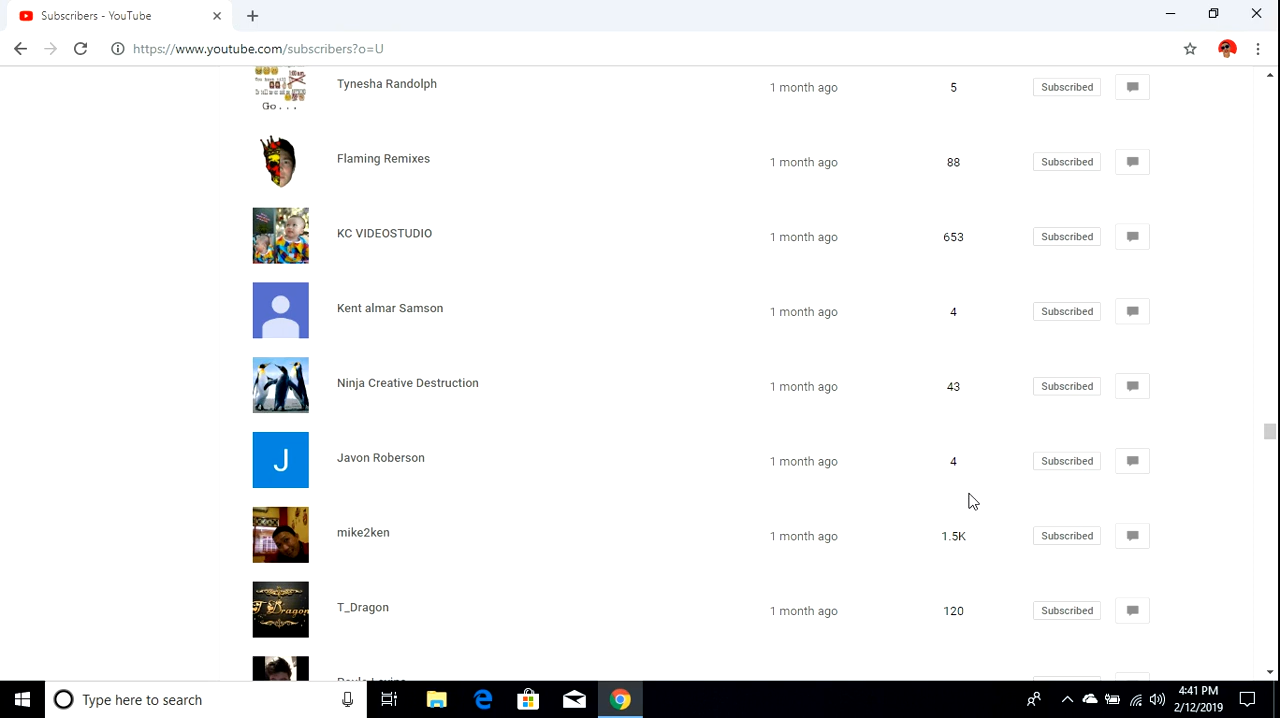 Subscribers - YouTube
https://www.youtube.com/subscribers?o=U
Go...
Tynesha Randolph 1 month ago 5 Subscribed
Flaming Remixes 1 month ago 88 Subscribed
KC VIDEOSTUDIO 1 month ago 653 Subscribed
Kent almar Samson 1 month ago 4 Subscribed
Ninja Creative Destruction 1 month ago 43 Subscribed
J Javon Roberson 1 month ago 4 Subscribed
mike2ken 1 month ago 1.5K Subscribed
T Dragon T_Dragon 1 month ago 120 Subscribed
Type here to search
4:41 PM
2/12/2019